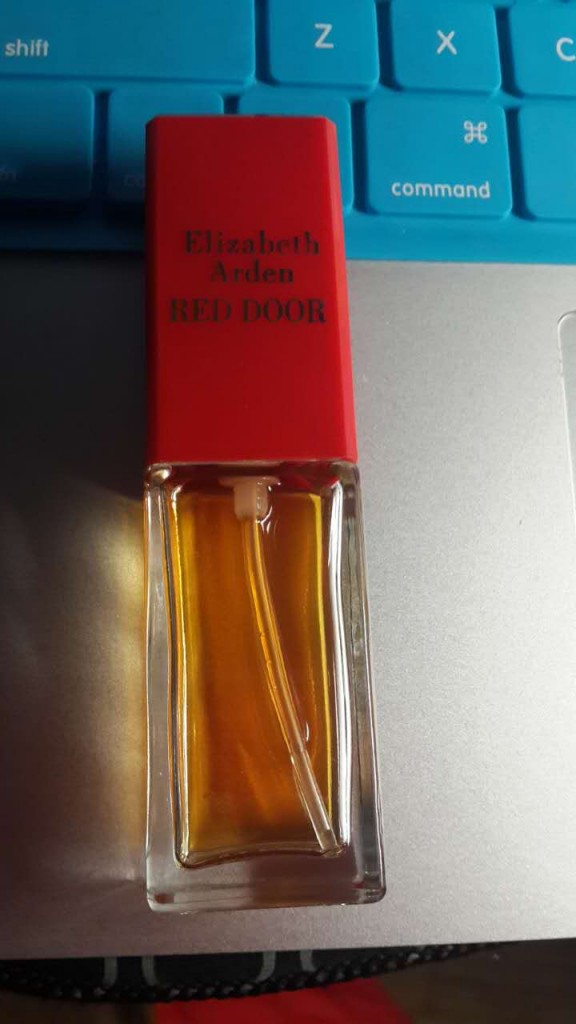 shift
Z
X
C
⌘
command
Elizabeth
Arden
RED DOOR